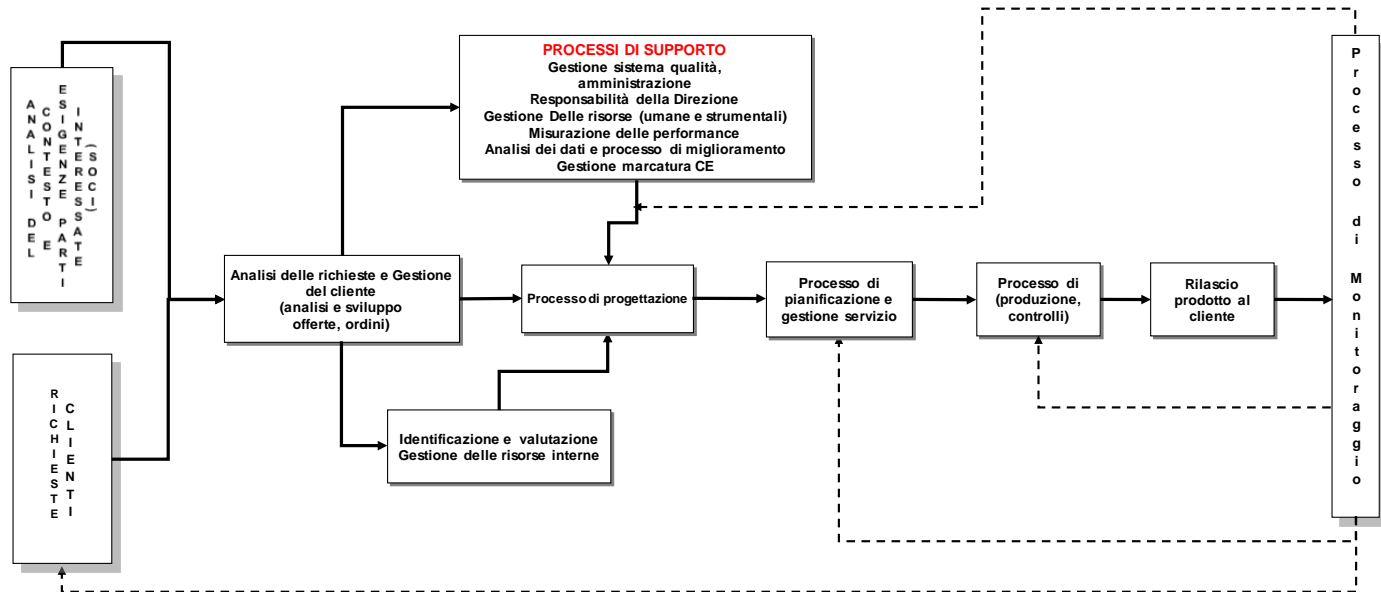 ANALISI DEL
CONTESTO E
ESIGENZE PARTI
INTERESSATE
(SOCI)
RICHIESTE
CLIENTI
Analisi delle richieste e Gestione
del cliente
(analisi e sviluppo
offerte, ordini)
PROCESSI DI SUPPORTO
Gestione sistema qualità,
amministrazione
Responsabilità della Direzione
Gestione Delle risorse (umane e strumentali)
Misurazione delle performance
Analisi dei dati e processo di miglioramento
Gestione marcatura CE
Identificazione e valutazione
Gestione delle risorse interne
Processo di progettazione
Processo di
pianificazione e
gestione servizio
Processo di
(produzione,
controlli)
Rilascio
prodotto al
cliente
Processo di Monitoraggio